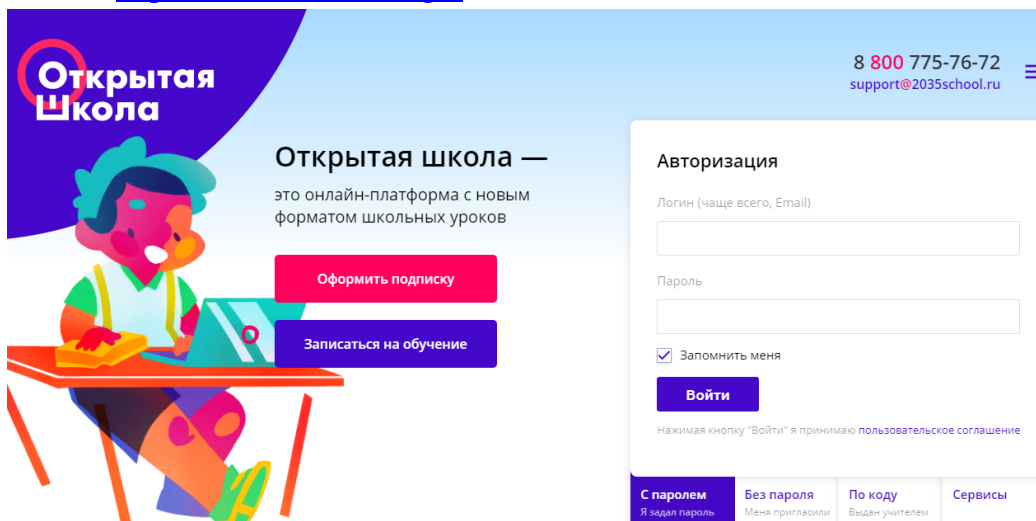 Открытая
Школа
8 800 775-76-72
support@2035school.ru
Открытая школа —
это онлайн-платформа с новым
форматом школьных уроков
Оформить подписку
Записаться на обучение
Авторизация
Логин (чаще всего, Email)
Пароль
Запомнить меня
Войти
Нажимая кнопку "Войти" я принимаю пользовательское соглашение
С паролем
Я задал пароль
Без пароля
Меня пригласили
По коду
Выдан учителем
Сервисы